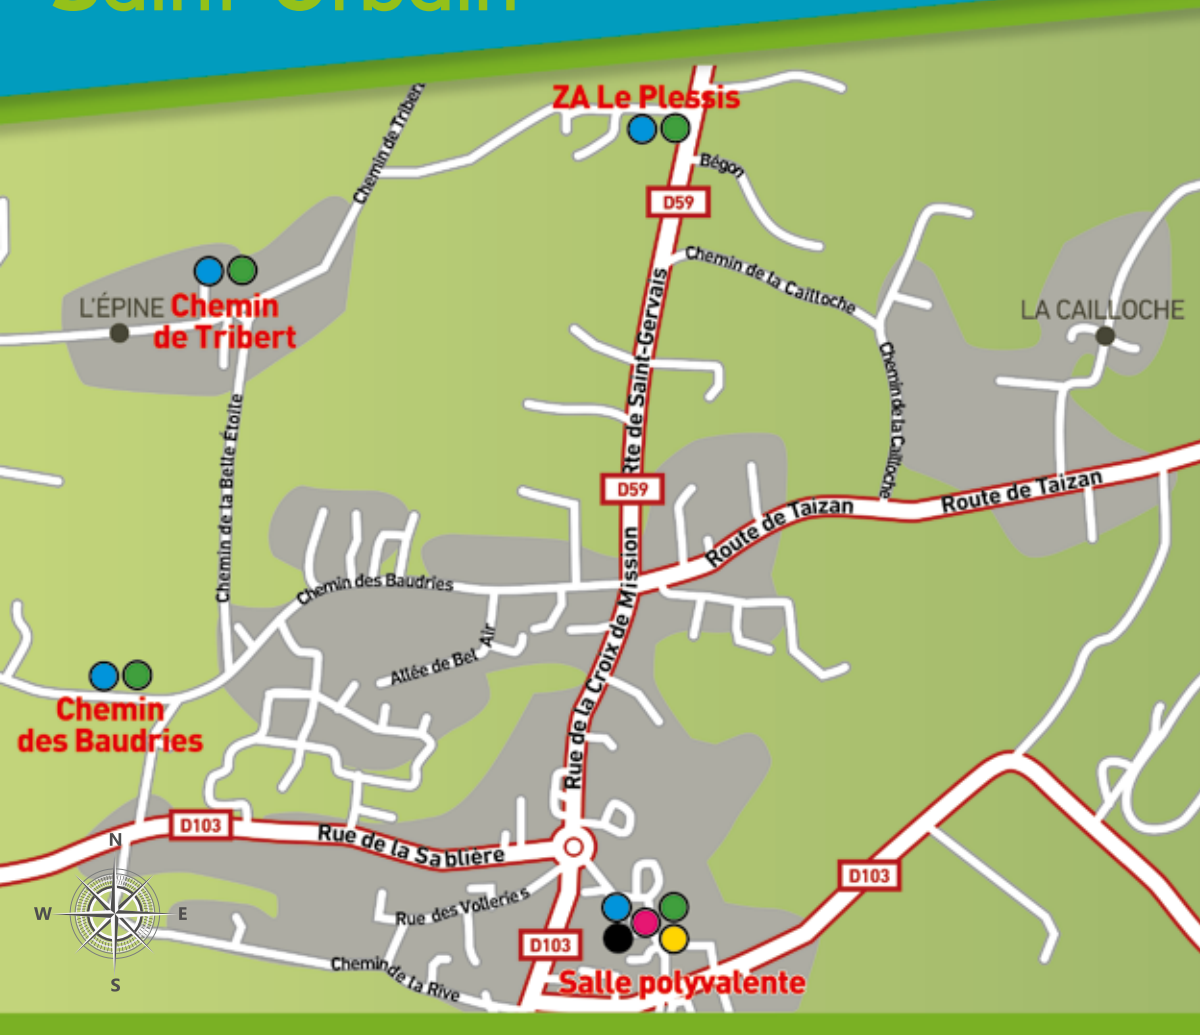 Saint-Urbain
Chemin de Tribert
ZA Le Plessis
Bégon
D59
Chemin de la Cailloche
L'ÉPINE
Chemin
de Tribert
LA CAILLOCHE
Rte de Saint-Gervais
Chemin de la Cailloche
Chemin de la Belle Étoile
D59
Route de Taizan
Route de Taizan
Chemin des Baudries
Rue de la Croix de Mission
Allée de Bel Air
Chemin
des Baudries
D103
Rue de la Sablière
D103
N
W
E
S
Rue des Volleries
D103
Chemin de la Rive
Salle polyvalente